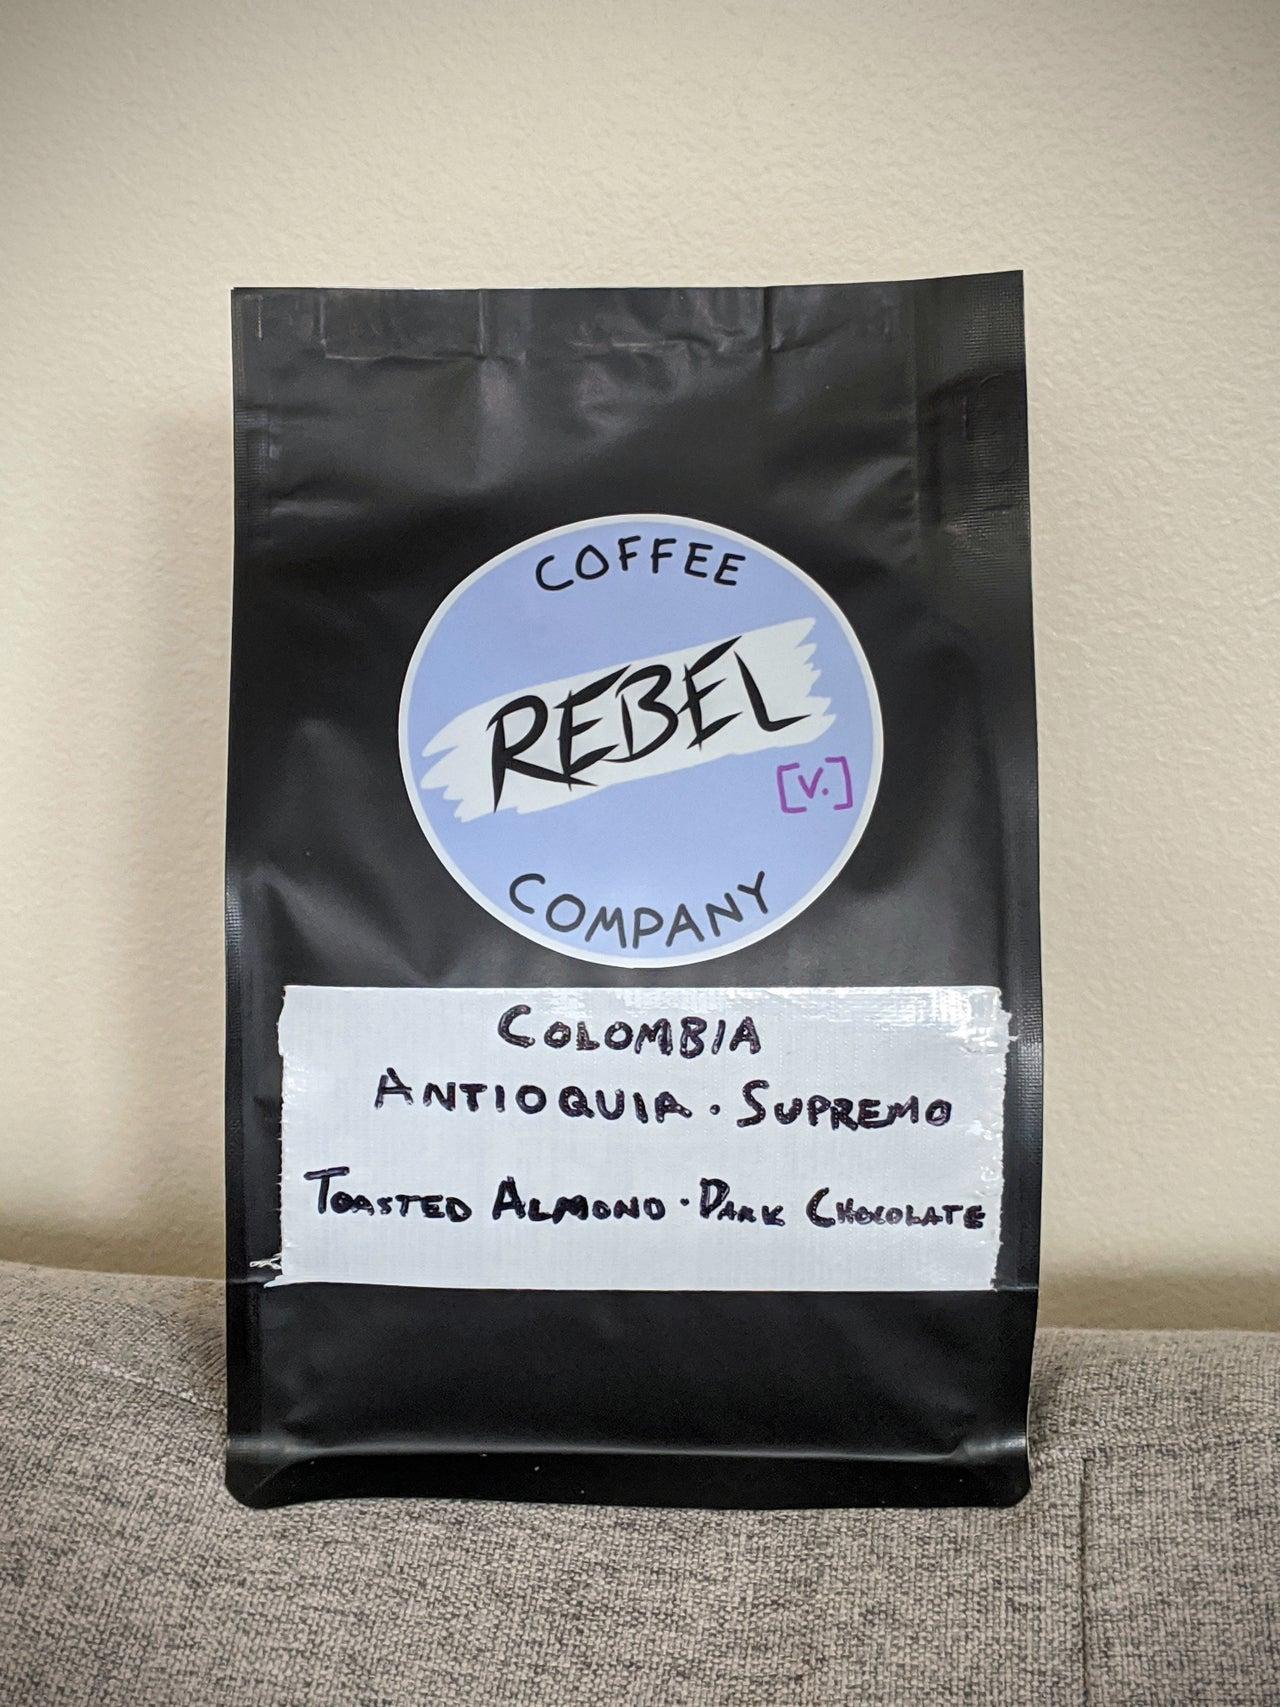 COFFEE
REBEL
[V.]
COMPANY
COLOMBIA
ANTIOQUIA · SUPREMO
TOASTED ALMOND · DARK CHOCOLATE